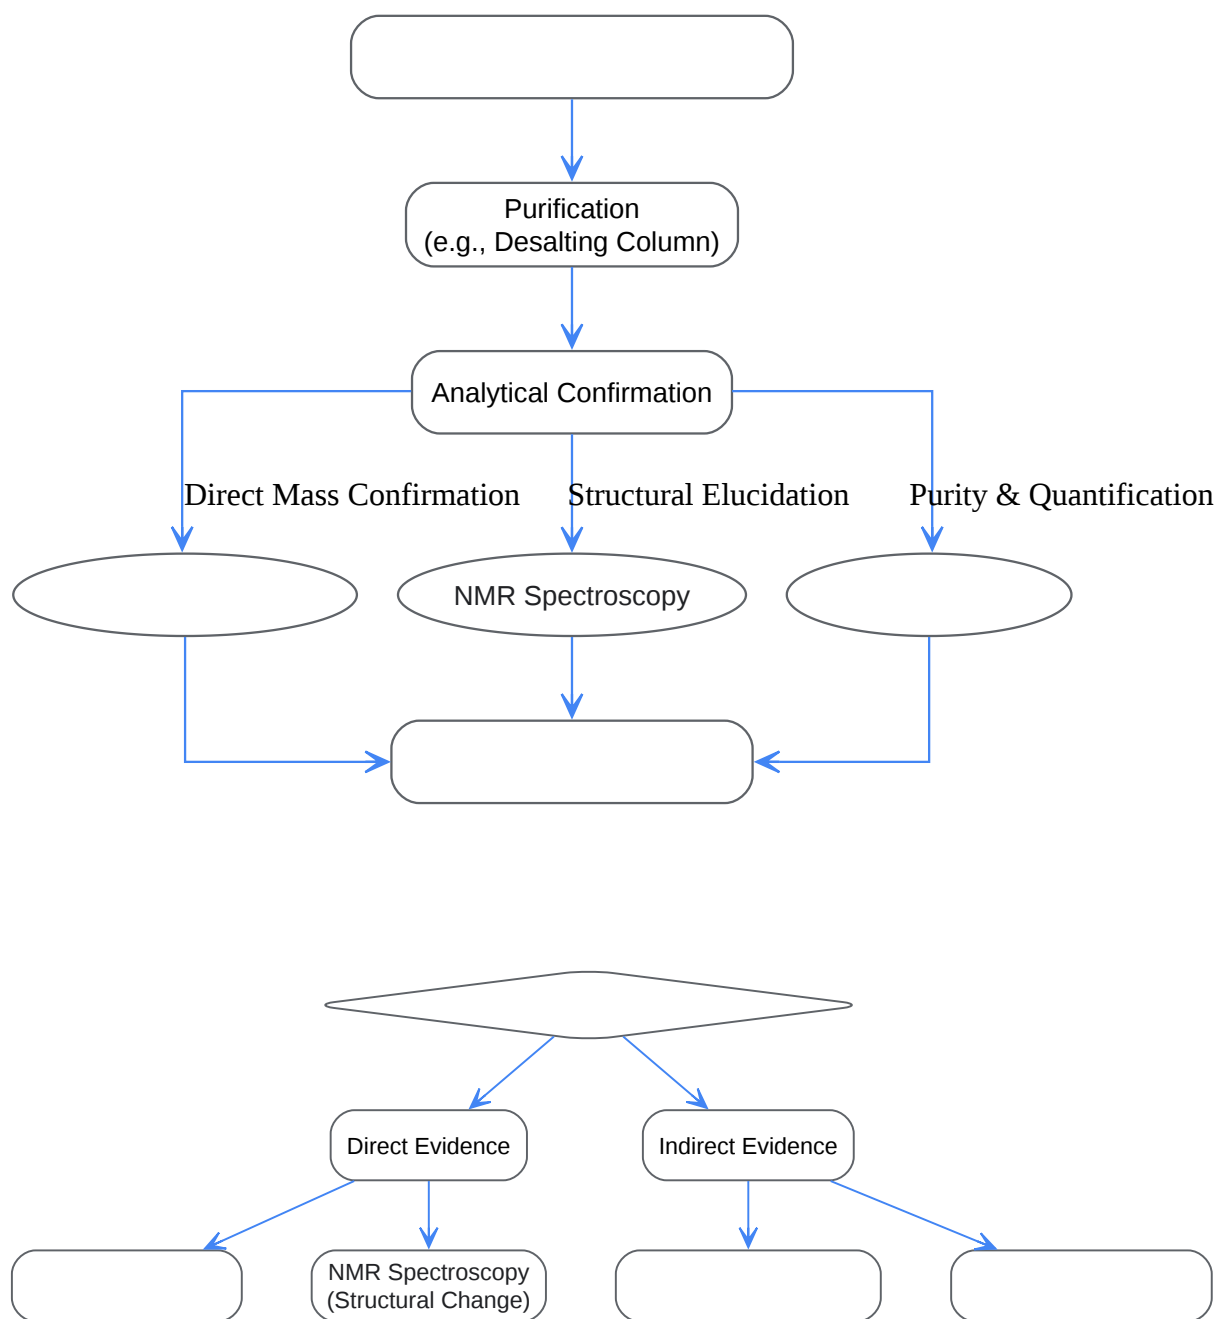 Purification
(e.g., Desalting Column)
Analytical Confirmation
Direct Mass Confirmation
Structural Elucidation
Purity & Quantification
NMR Spectroscopy
Direct Evidence
Indirect Evidence
NMR Spectroscopy
(Structural Change)